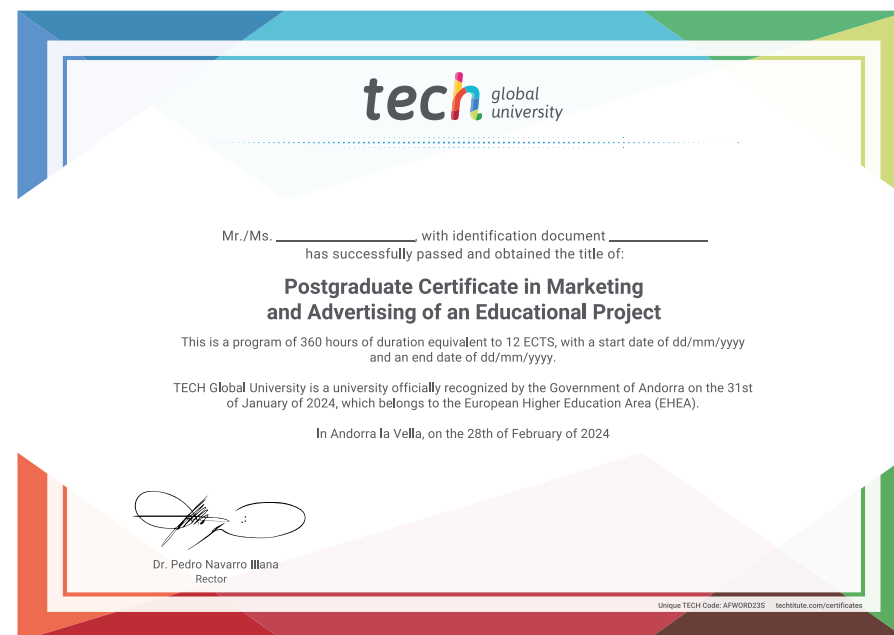 tech global university
Mr./Ms. ____________________, with identification document ______________
has successfully passed and obtained the title of:
Postgraduate Certificate in Marketing
and Advertising of an Educational Project
This is a program of 360 hours of duration equivalent to 12 ECTS, with a start date of dd/mm/yyyy
and an end date of dd/mm/yyyy.
TECH Global University is a university officially recognized by the Government of Andorra on the 31st
of January of 2024, which belongs to the European Higher Education Area (EHEA).
In Andorra la Vella, on the 28th of February of 2024
Dr. Pedro Navarro Illana
Rector
Unique TECH Code: AFWORD23S techtitute.com/certificates